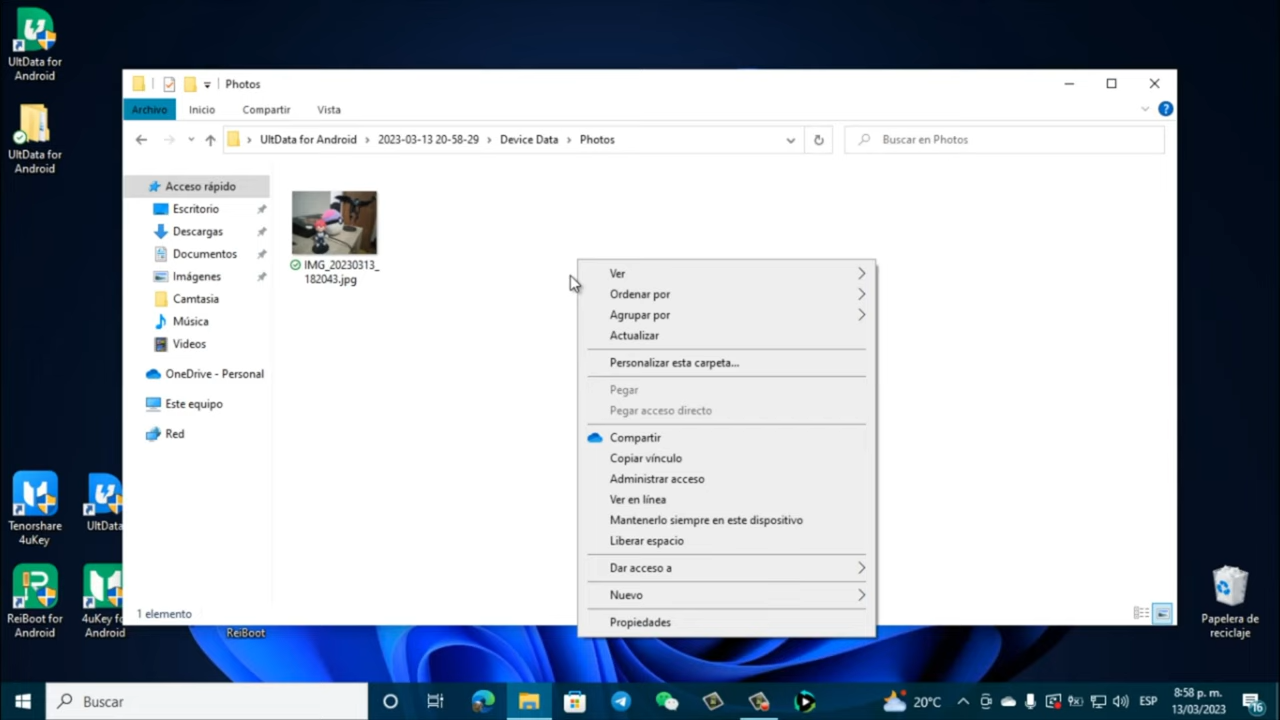 UltData for
Android
UltData for
Android
Photos
Archivo
Inicio
Compartir
Vista
UltData for Android
2023-03-13 20-58-29
Device Data
Photos
Buscar en Photos
Acceso rápido
Escritorio
Descargas
Documentos
Imágenes
Camtasia
Música
Videos
OneDrive - Personal
Este equipo
Red
IMG_20230313_
182043.jpg
Ver
Ordenar por
Agrupar por
Actualizar
Personalizar esta carpeta...
Pegar
Pegar acceso directo
Compartir
Copiar vínculo
Administrar acceso
Ver en línea
Mantenerlo siempre en este dispositivo
Liberar espacio
Dar acceso a
Nuevo
Propiedades
1 elemento
Tenorshare
4uKey
UltData
ReiBoot for
Android
4uKey fo
Android
ReiBoot
Papelera de
reciclaje
Buscar
20°C
ESP
8:58 p. m.
13/03/2023
16